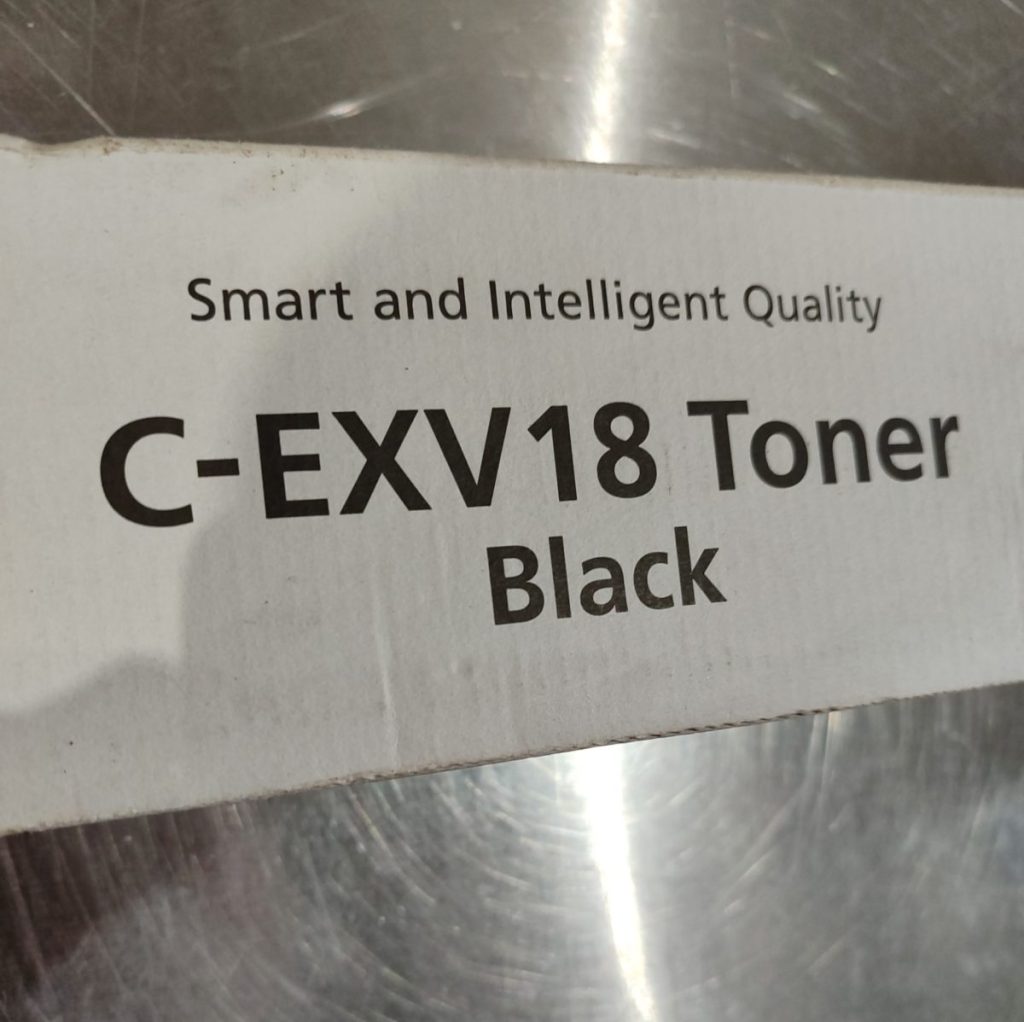 Smart and Intelligent Quality
C-EXV18 Toner
Black